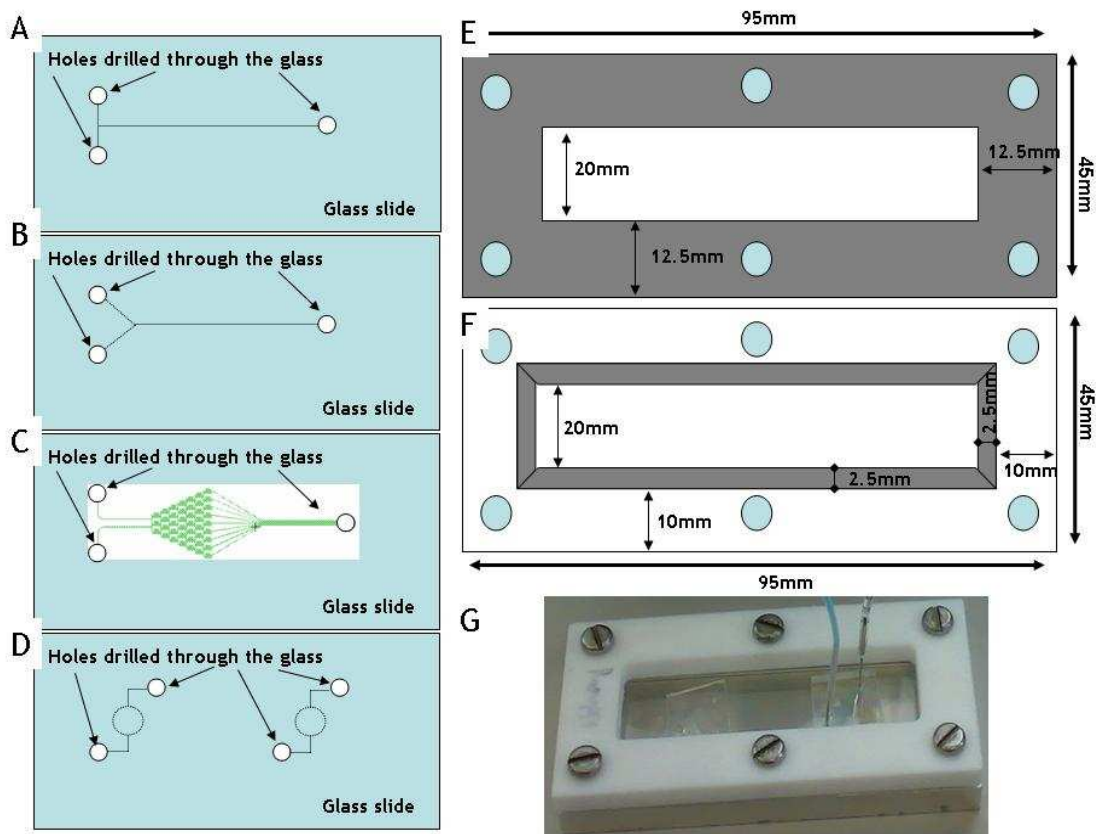 A
Holes drilled through the glass
Glass slide
B
Holes drilled through the glass
Glass slide
C
Holes drilled through the glass
Glass slide
D
Holes drilled through the glass
Glass slide
95mm
E
20mm
12.5mm
12.5mm
45mm
F
20mm
2.5mm
2.5mm
10mm
10mm
45mm
95mm
G